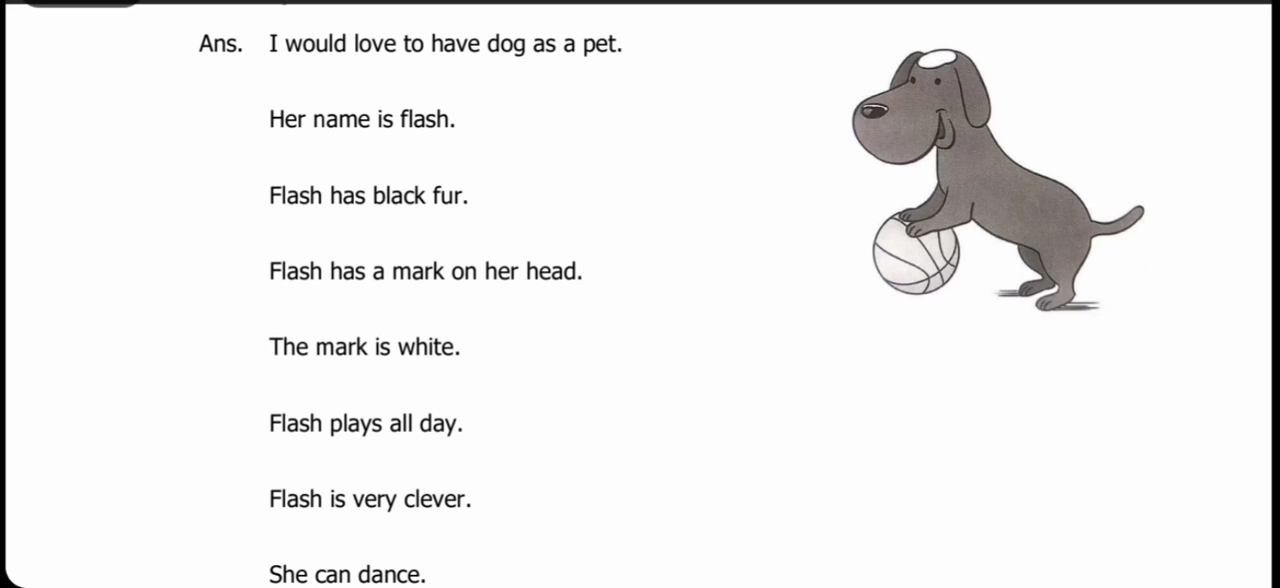 Ans. I would love to have dog as a pet.
Her name is flash.
Flash has black fur.
Flash has a mark on her head.
The mark is white.
Flash plays all day.
Flash is very clever.
She can dance.